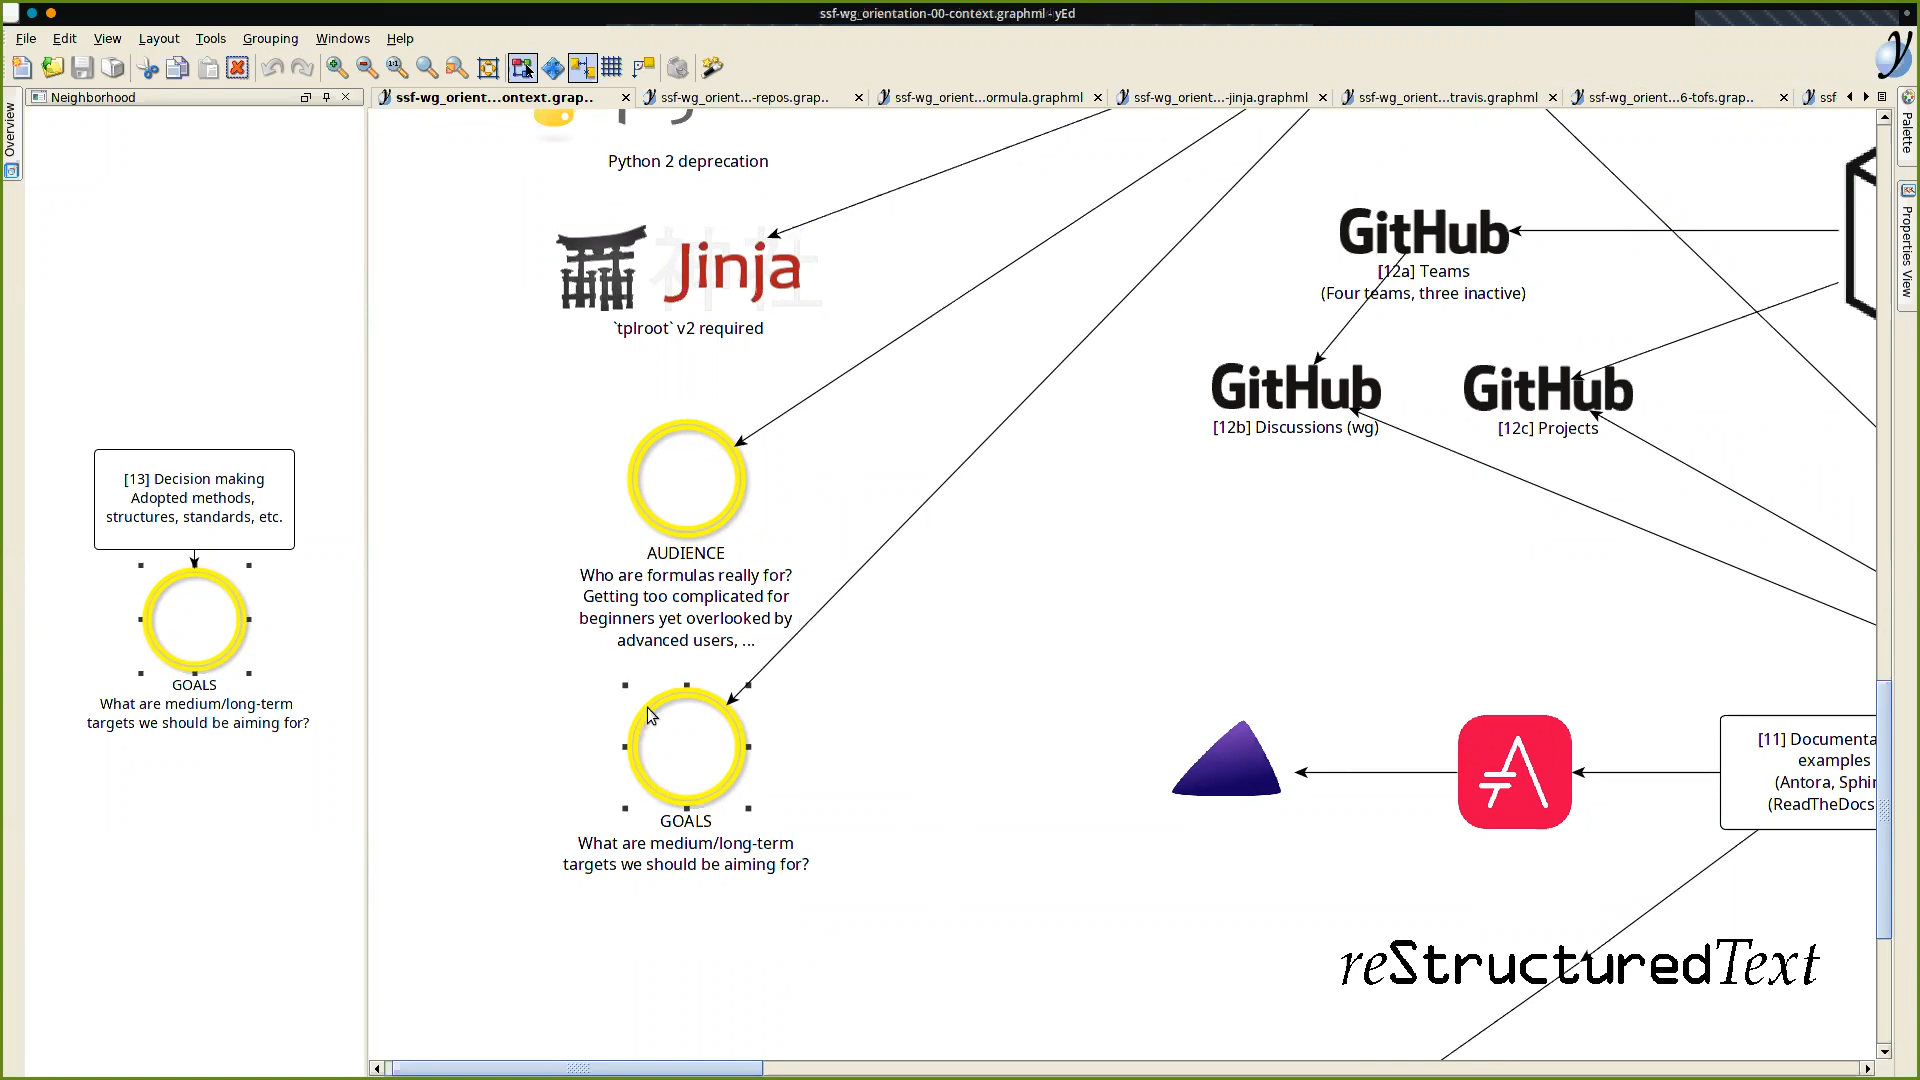 ssf-wg_orientation-00-context.graphml - yEd
File Edit View Layout Tools Grouping Windows Help
Neighborhood
ssf-wg_orient...ontext.grap..
ssf-wg_orient...-repos.grap..
ssf-wg_orient...ormula.graphml
ssf-wg_orient...-jinja.graphml
ssf-wg_orient...travis.graphml
ssf-wg_orient...6-tofs.grap..
ssf
Overview
Palette
Properties View
[13] Decision making
Adopted methods,
structures, standards, etc.
GOALS
What are medium/long-term
targets we should be aiming for?
Python 2 deprecation
Jinja
`tplroot` v2 required
AUDIENCE
Who are formulas really for?
Getting too complicated for
beginners yet overlooked by
advanced users, ...
GOALS
What are medium/long-term
targets we should be aiming for?
GitHub
[12a] Teams
(Four teams, three inactive)
GitHub
[12b] Discussions (wg)
GitHub
[12c] Projects
[11] Documenta
examples
(Antora, Sphin
(ReadTheDocs
reStructuredText